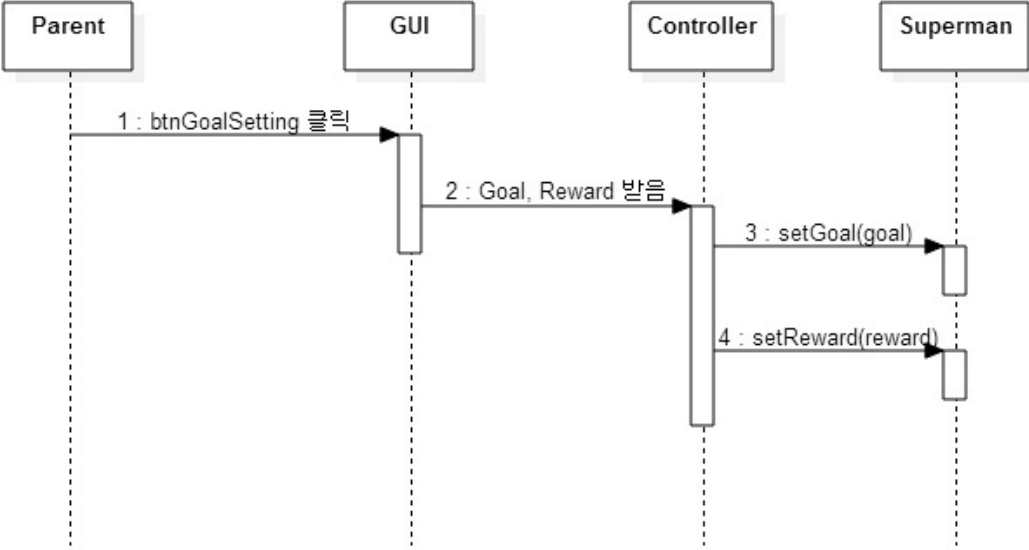 Parent
GUI
Controller
Superman
1 : btnGoalSetting 클릭
2 : Goal, Reward 받음
3 : setGoal(goal)
4 : setReward(reward)